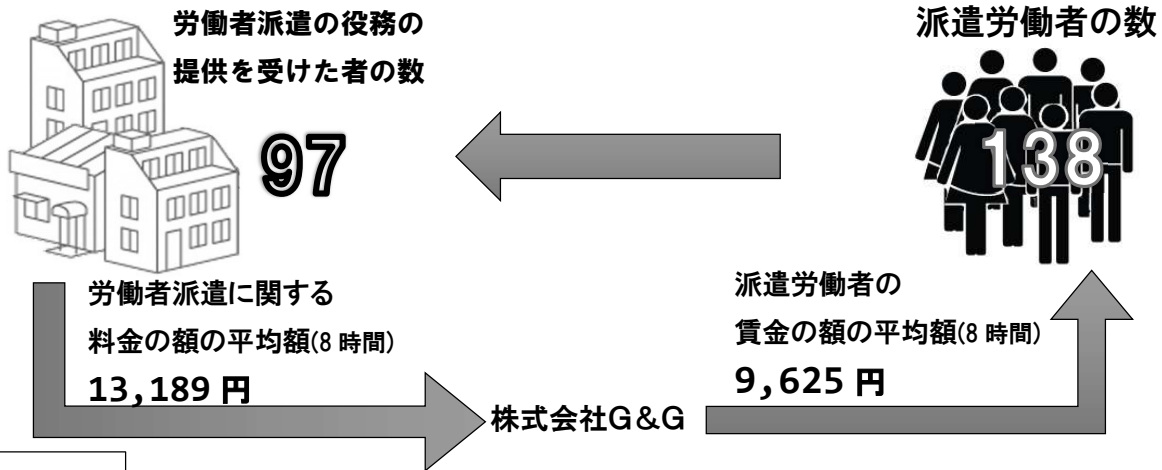 労働者派遣の役務の
提供を受けた者の数
97
派遣労働者の数
138
労働者派遣に関する
料金の額の平均額(8 時間)
13,189 円
派遣労働者の
賃金の額の平均額(8 時間)
9,625 円
株式会社G&G